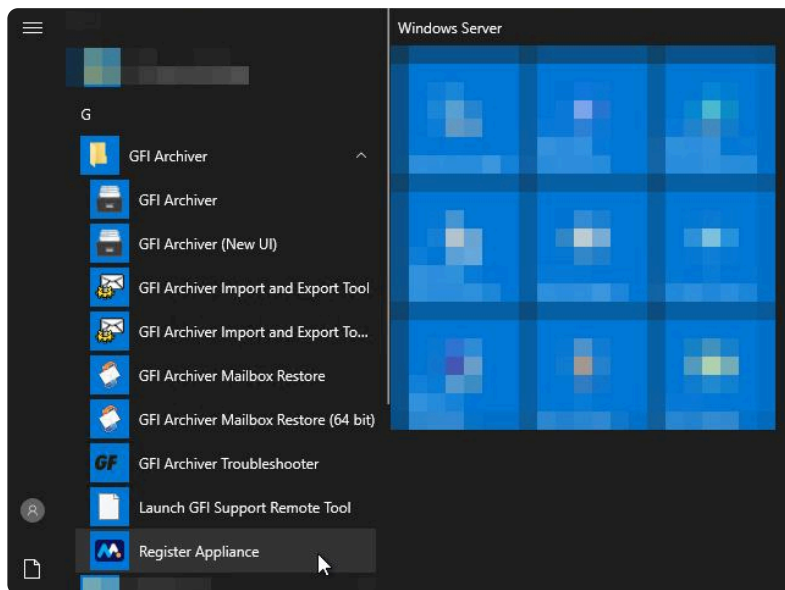 Windows Server
G
GFI Archiver
GFI Archiver
GFI Archiver (New UI)
GFI Archiver Import and Export Tool
GFI Archiver Import and Export To...
GFI Archiver Mailbox Restore
GFI Archiver Mailbox Restore (64 bit)
GF
GFI Archiver Troubleshooter
Launch GFI Support Remote Tool
Register Appliance